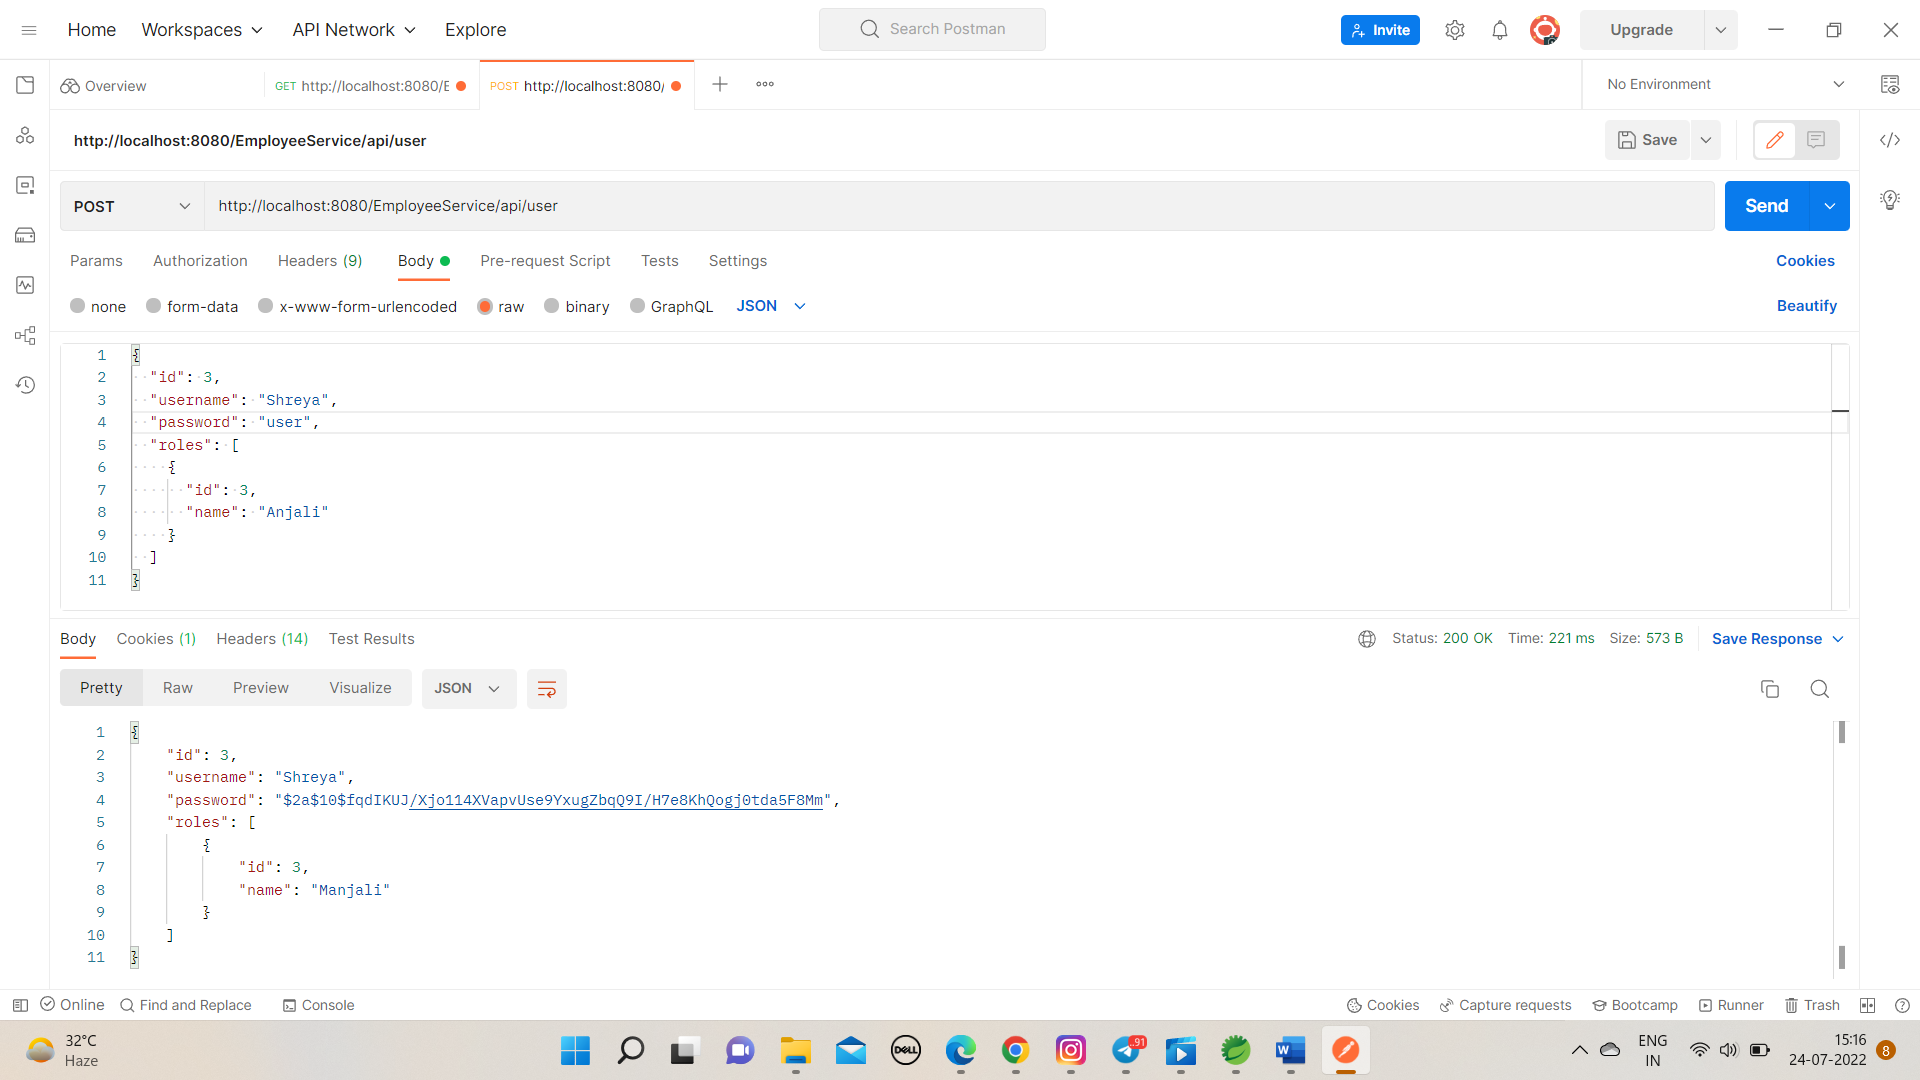 Home Workspaces API Network Explore Search Postman Invite Upgrade
Overview GET http://localhost:8080/E POST http://localhost:8080/ No Environment
http://localhost:8080/EmployeeService/api/user Save
POST http://localhost:8080/EmployeeService/api/user Send
Params Authorization Headers (9) Body Pre-request Script Tests Settings Cookies
none form-data x-www-form-urlencoded raw binary GraphQL JSON Beautify
1 {
2 "id": 3,
3 "username": "Shreya",
4 "password": "user",
5 "roles": [
6 {
7 "id": 3,
8 "name": "Anjali"
9 }
10 ]
11 }
Body Cookies (1) Headers (14) Test Results Status: 200 OK Time: 221 ms Size: 573 B Save Response
Pretty Raw Preview Visualize JSON
1 {
2 "id": 3,
3 "username": "Shreya",
4 "password": "$2a$10$fqdIKUJ/Xjo114XVapvUse9YxugZbqQ9I/H7e8KhQogj0tda5F8Mm",
5 "roles": [
6 {
7 "id": 3,
8 "name": "Manjali"
9 }
10 ]
11 }
Online Find and Replace Console Cookies Capture requests Bootcamp Runner Trash
32°C
Haze
DELL
91
ENG
IN
15:16
24-07-2022
8